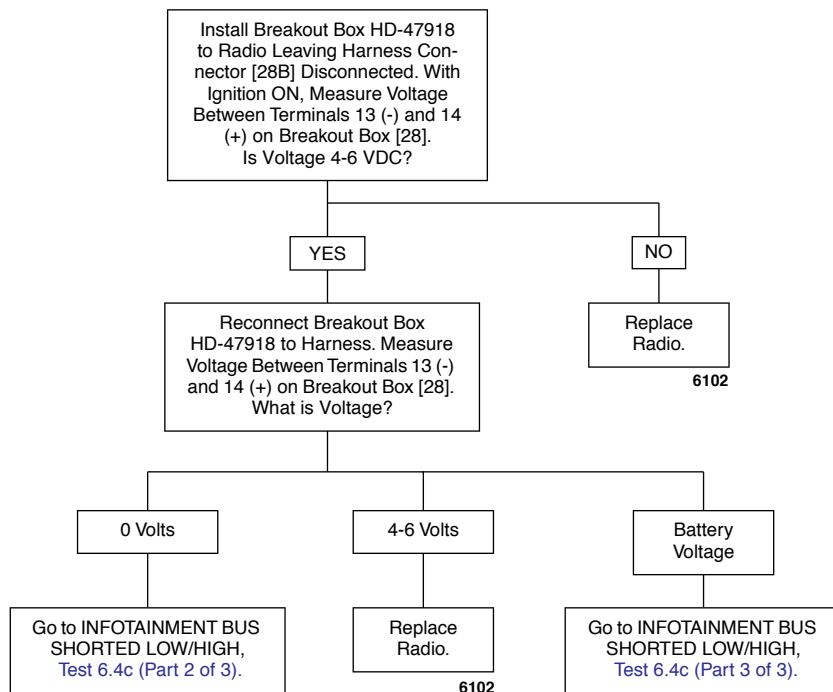 Install Breakout Box HD-47918
to Radio Leaving Harness Con-
nector [28B] Disconnected. With
Ignition ON, Measure Voltage
Between Terminals 13 (-) and 14
(+) on Breakout Box [28].
Is Voltage 4-6 VDC?
YES
NO
Reconnect Breakout Box
HD-47918 to Harness. Measure
Voltage Between Terminals 13 (-)
and 14 (+) on Breakout Box [28].
What is Voltage?
Replace
Radio.
6102
0 Volts
4-6 Volts
Battery
Voltage
Go to INFOTAINMENT BUS
SHORTED LOW/HIGH,
Test 6.4c (Part 2 of 3).
Replace
Radio.
6102
Go to INFOTAINMENT BUS
SHORTED LOW/HIGH,
Test 6.4c (Part 3 of 3).